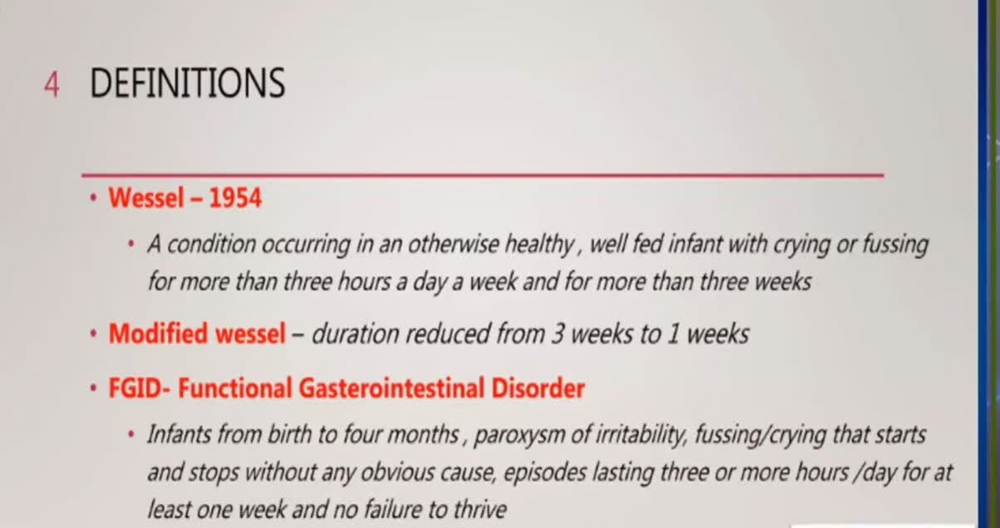 4 DEFINITIONS
• Wessel – 1954
• A condition occurring in an otherwise healthy, well fed infant with crying or fussing
for more than three hours a day a week and for more than three weeks
• Modified wessel – duration reduced from 3 weeks to 1 weeks
• FGID- Functional Gasterointestinal Disorder
• Infants from birth to four months, paroxysm of irritability, fussing/crying that starts
and stops without any obvious cause, episodes lasting three or more hours /day for at
least one week and no failure to thrive